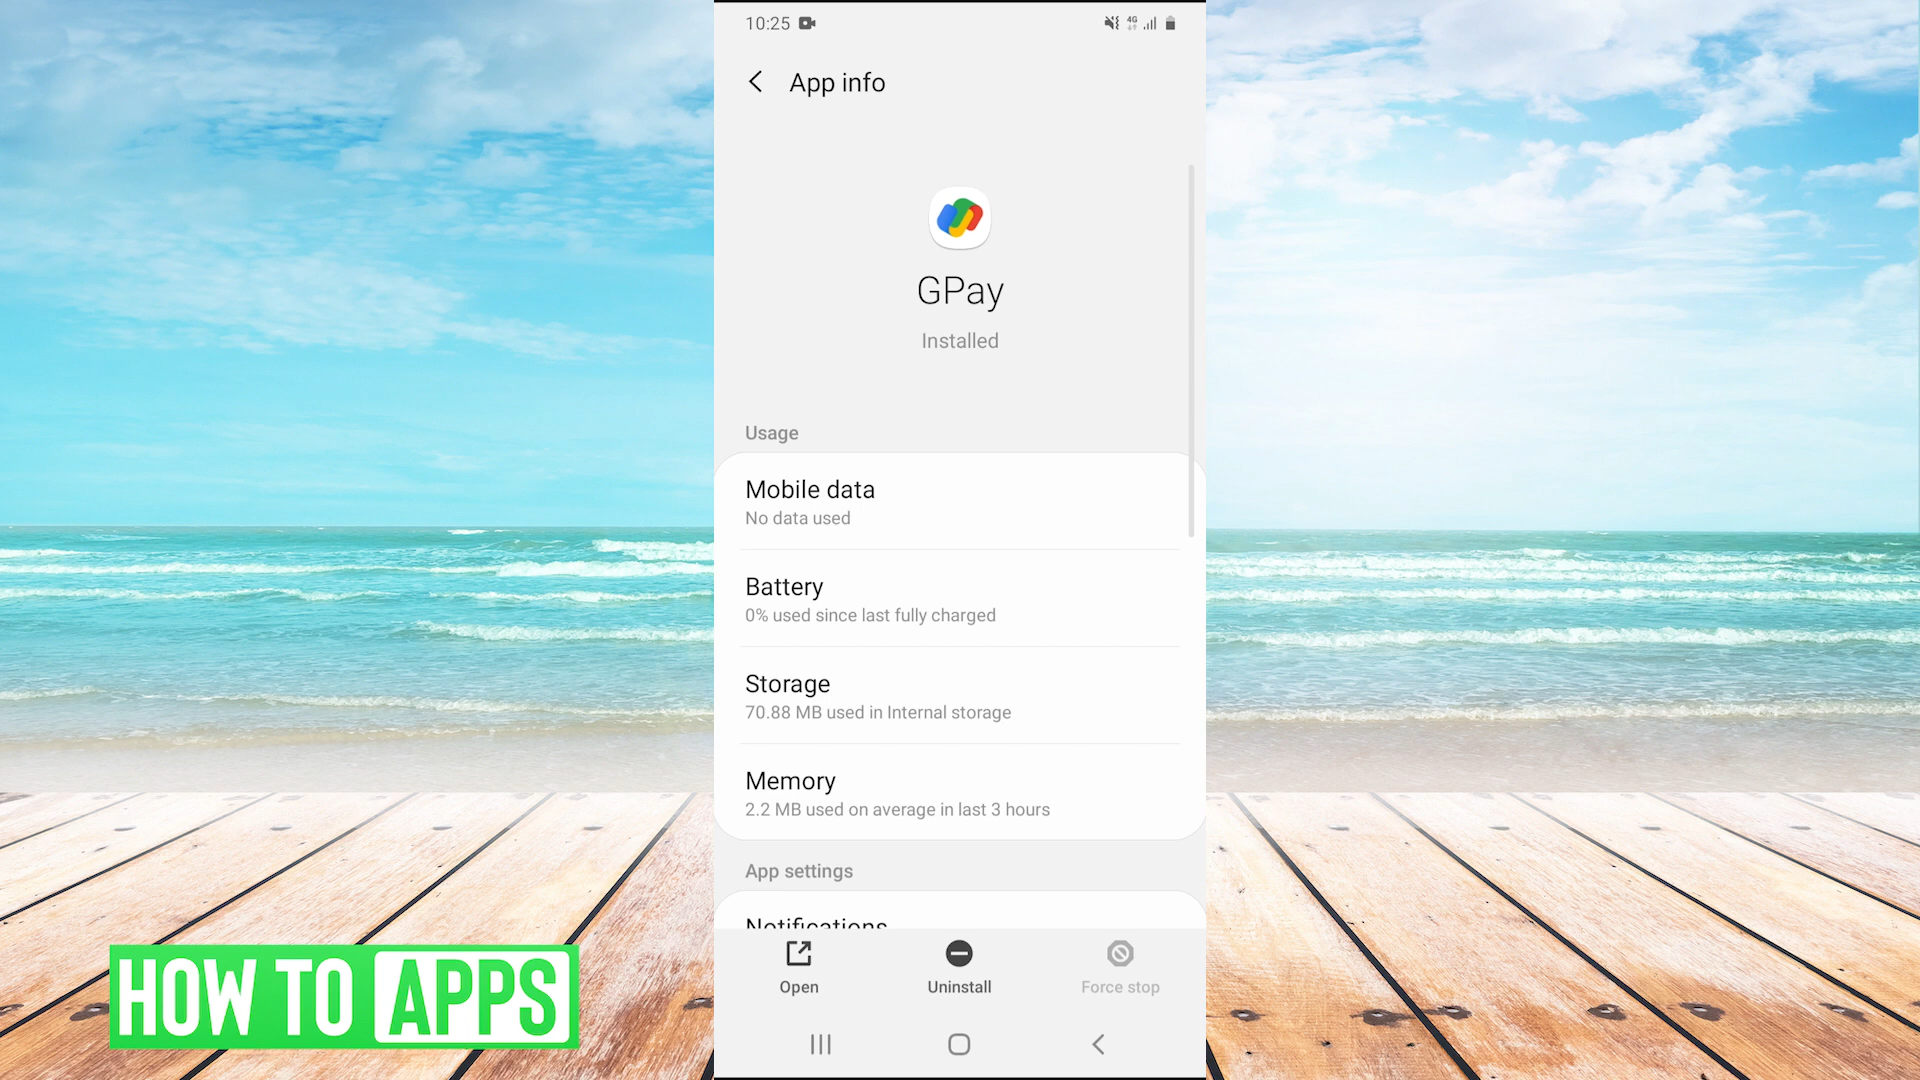 10:25
4G
App info
GPay
Installed
Usage
Mobile data
No data used
Battery
0% used since last fully charged
Storage
70.88 MB used in Internal storage
Memory
2.2 MB used on average in last 3 hours
App settings
Notifications
Open
Uninstall
Force stop
HOW TO APPS